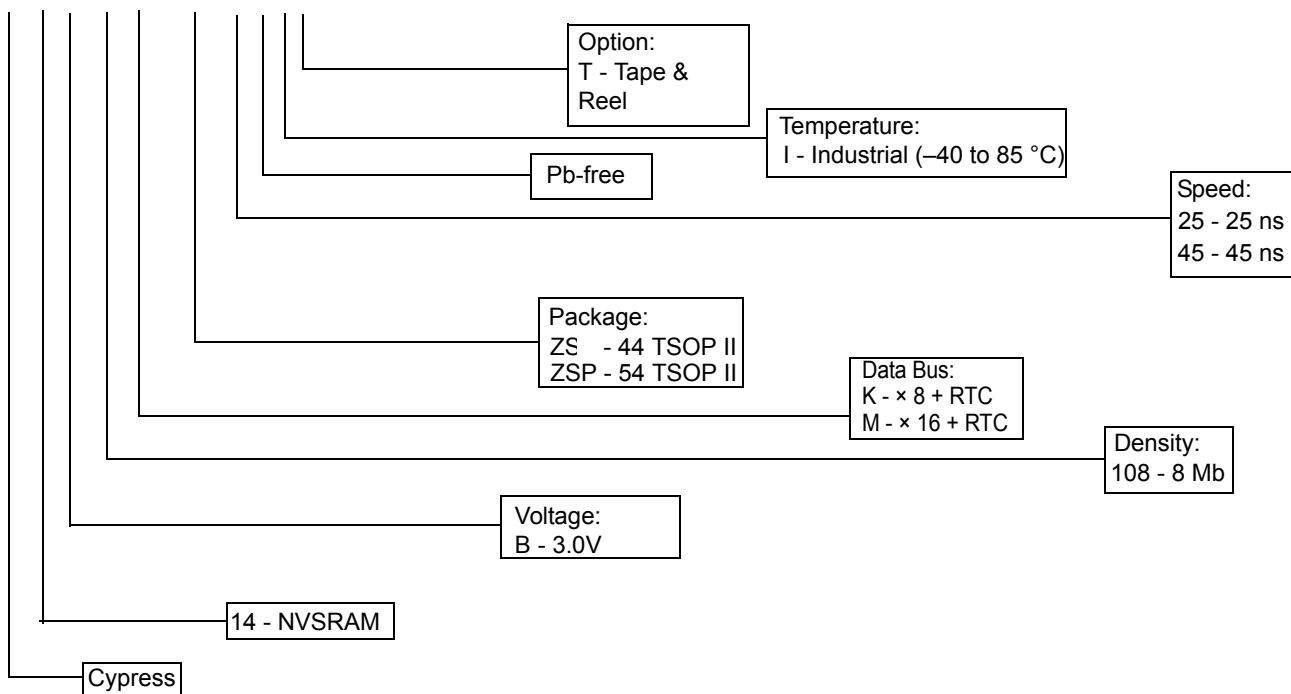 Option:
T - Tape &
Reel
Temperature:
I - Industrial (–40 to 85 °C)
Pb-free
Speed:
25 - 25 ns
45 - 45 ns
Package:
ZS - 44 TSOP II
ZSP - 54 TSOP II
Data Bus:
K - × 8 + RTC
M - × 16 + RTC
Density:
108 - 8 Mb
Voltage:
B - 3.0V
14 - NVSRAM
Cypress